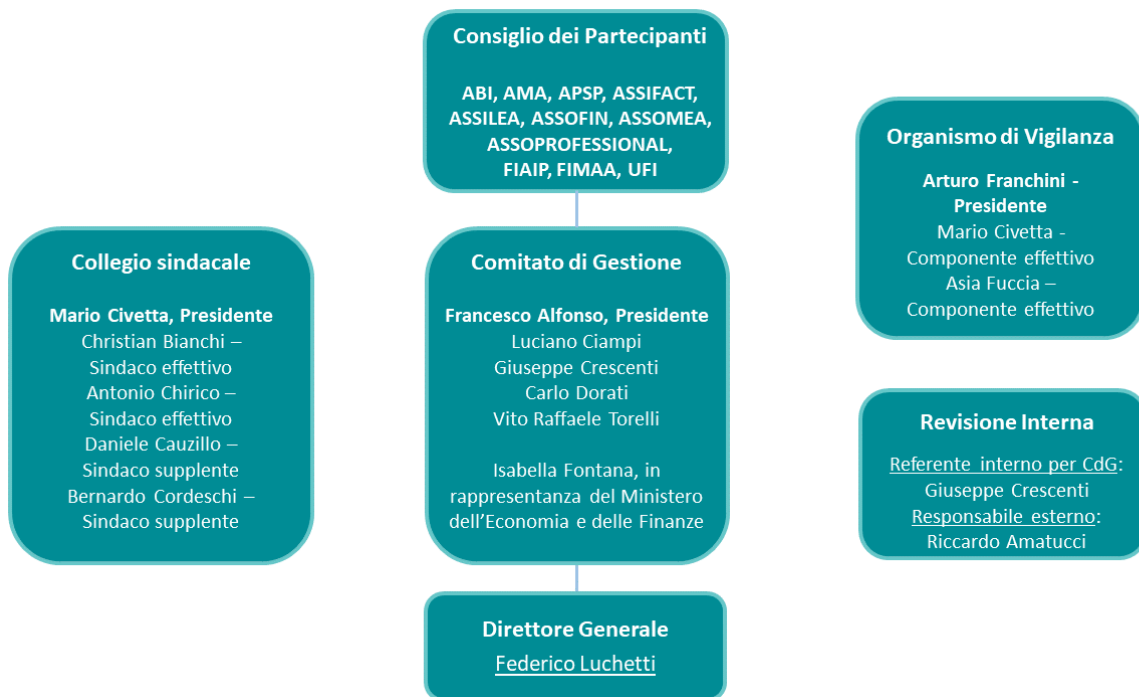 Consiglio dei Partecipanti
ABI, AMA, APSP, ASSIFACT,
ASSILEA, ASSOFIN, ASSOMEA,
ASSOPROFESSIONAL,
FIAIP, FIMAA, UFI
Collegio sindacale
Mario Civetta, Presidente
Christian Bianchi –
Sindaco effettivo
Antonio Chirico –
Sindaco effettivo
Daniele Cauzillo –
Sindaco supplente
Bernardo Cordeschi –
Sindaco supplente
Comitato di Gestione
Francesco Alfonso, Presidente
Luciano Ciampi
Giuseppe Crescenti
Carlo Dorati
Vito Raffaele Torelli
Isabella Fontana, in
rappresentanza del Ministero
dell’Economia e delle Finanze
Direttore Generale
Federico Luchetti
Organismo di Vigilanza
Arturo Franchini -
Presidente
Mario Civetta -
Componente effettivo
Asia Fuccia –
Componente effettivo
Revisione Interna
Referente interno per CdG:
Giuseppe Crescenti
Responsabile esterno:
Riccardo Amatucci